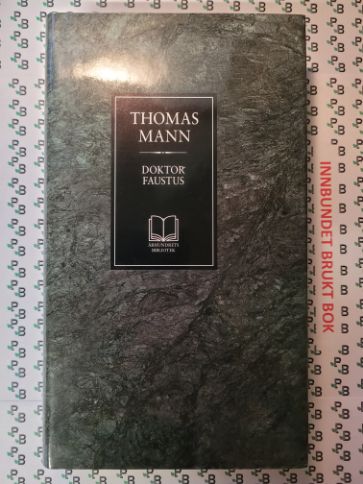 THOMAS
MANN
DOKTOR
FAUSTUS
ÅRHUNDRETS
BIBLIOTEK
INNBUNDET BRUKT BOK